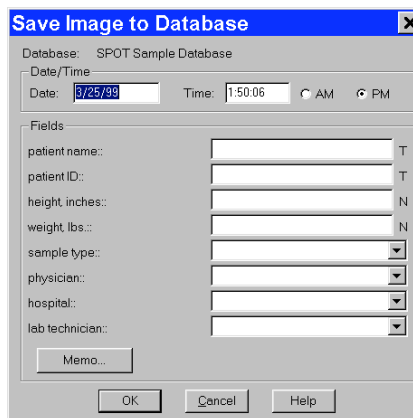 Save Image to Database
Database: SPOT Sample Database
Date/Time
Date: 3/25/99 Time: 1:50:06 AM PM
Fields
patient name:: T
patient ID:: T
height, inches:: N
weight, lbs.:: N
sample type::
physician::
hospital::
lab technician::
Memo...
OK Cancel Help